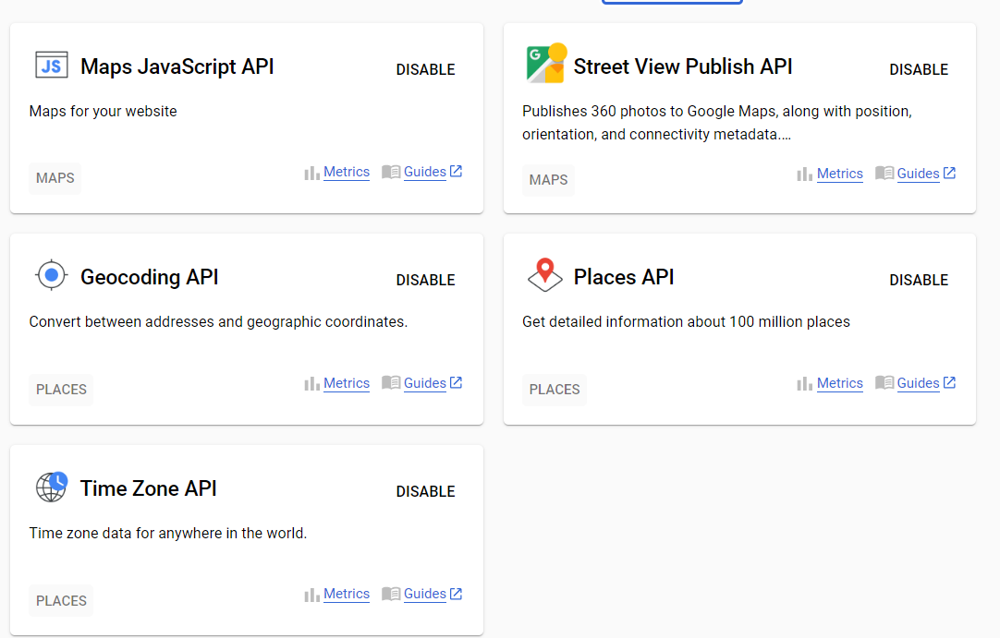 JS Maps JavaScript API DISABLE
Maps for your website
MAPS Metrics Guides
G Street View Publish API DISABLE
Publishes 360 photos to Google Maps, along with position,
orientation, and connectivity metadata....
MAPS Metrics Guides
Geocoding API DISABLE
Convert between addresses and geographic coordinates.
PLACES Metrics Guides
Places API DISABLE
Get detailed information about 100 million places
PLACES Metrics Guides
Time Zone API DISABLE
Time zone data for anywhere in the world.
PLACES Metrics Guides